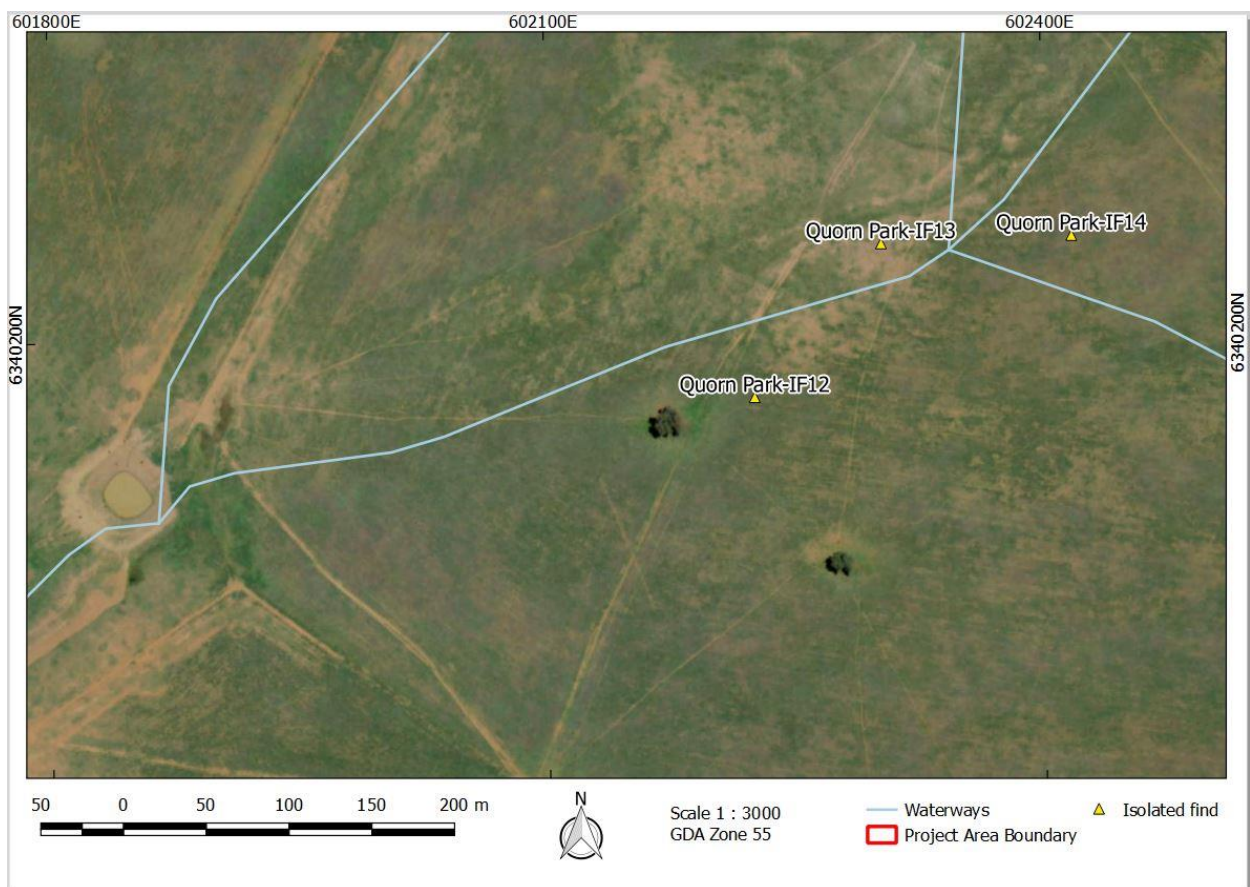 601800E 602100E 602400E
Quorn Park-IF13
Quorn Park-IF14
6340200N
6340200N
Quorn Park-IF12
50 0 50 100 150 200 m
N
Scale 1 : 3000
GDA Zone 55
Waterways
Isolated find
Project Area Boundary